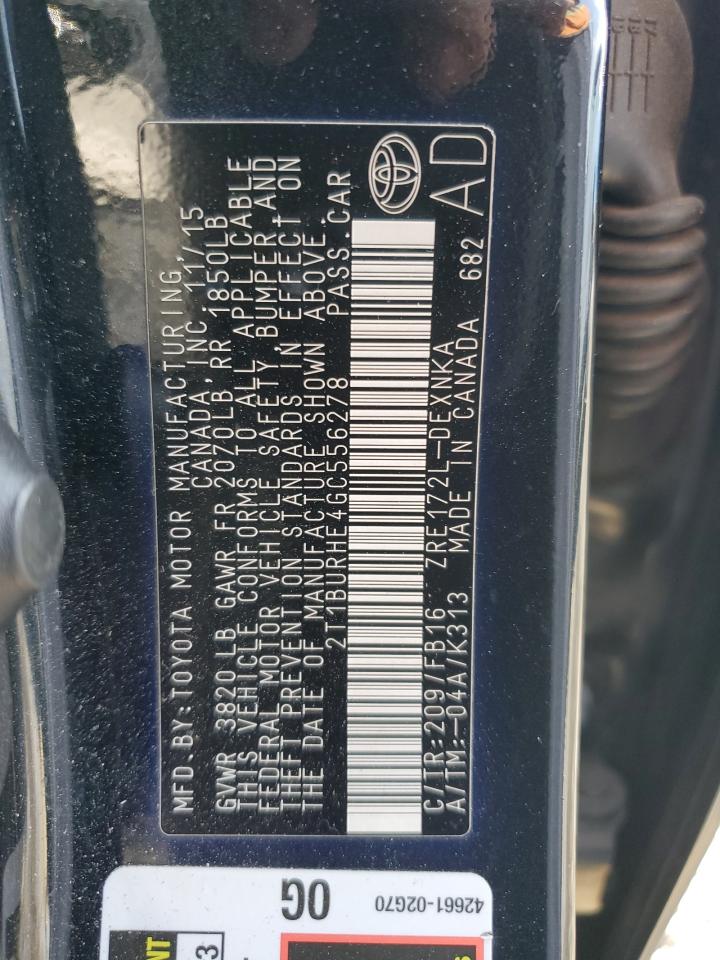 MFD.BY:TOYOTA MOTOR MANUFACTURING,
CANADA, INC. 11/15
GVWR 3820 LB GAWR FR 2070LB, RR 1850LB
THIS VEHICLE CONFORMS TO ALL APPLICABLE
FEDERAL MOTOR VEHICLE SAFETY, BUMPER, AND
THEFT PREVENTION STANDARDS IN EFFECT ON
THE DATE OF MANUFACTURE SHOWN ABOVE.
2T1BURHE4GC556278 PASS.CAR
C/TR:209/FB16 ZRE172L-DEXNKA
A/TM:-04A/K313 MADE IN CANADA 682
AD
0G
42661-02G70
NT
3